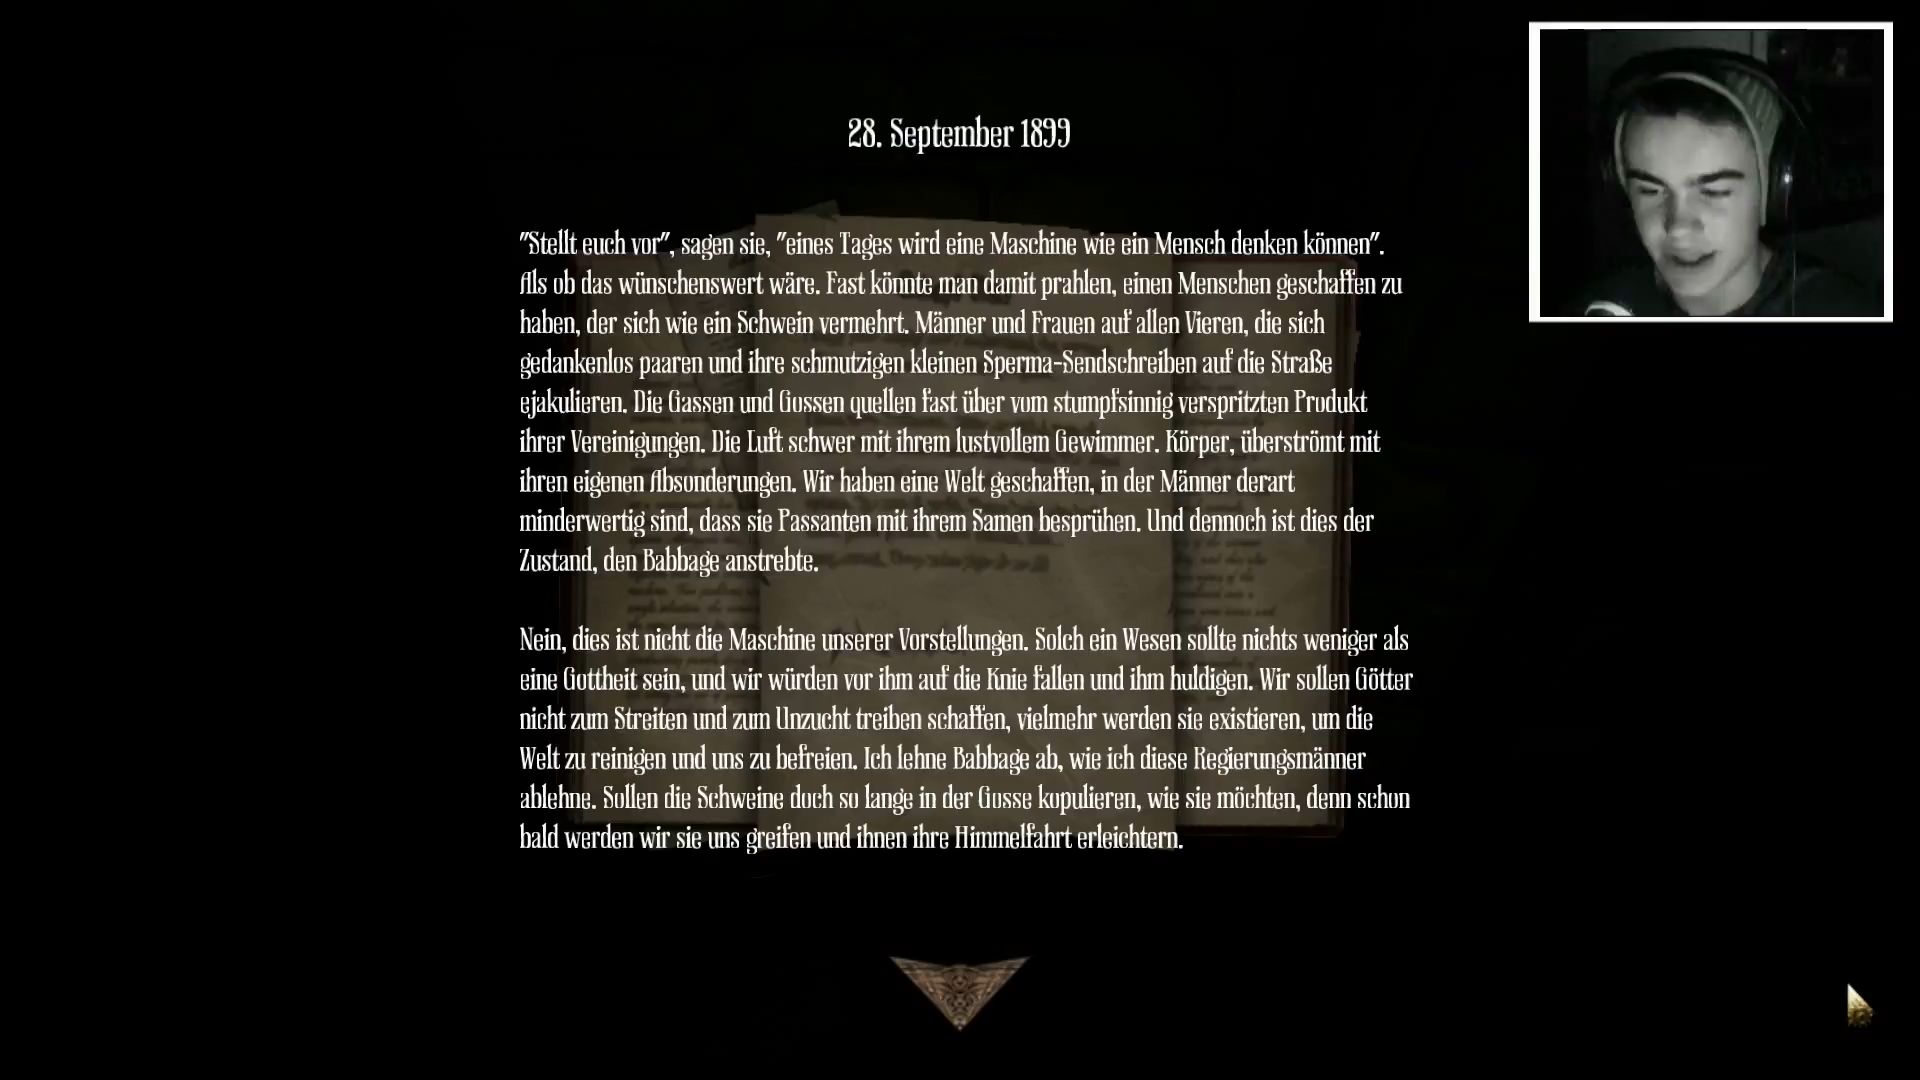 28. September 1899
"Stellt euch vor", sagen sie, "eines Tages wird eine Maschine wie ein Mensch denken können".
Als ob das wünschenswert wäre. Fast könnte man damit prahlen, einen Menschen geschaffen zu
haben, der sich wie ein Schwein vermehrt. Männer und Frauen auf allen Vieren, die sich
gedankenlos paaren und ihre schmutzigen kleinen Sperma-Sendschreiben auf die Straße
ejakulieren. Die Gassen und Gossen quellen fast über vom stumpfsinnig verspritzten Produkt
ihrer Vereinigungen. Die Luft schwer mit ihrem lustvollem Gewimmer. Körper, überströmt mit
ihren eigenen Absonderungen. Wir haben eine Welt geschaffen, in der Männer derart
minderwertig sind, dass sie Passanten mit ihrem Samen besprühen. Und dennoch ist dies der
Zustand, den Babbage anstrebte.
Nein, dies ist nicht die Maschine unserer Vorstellungen. Solch ein Wesen sollte nichts weniger als
eine Gottheit sein, und wir würden vor ihm auf die Knie fallen und ihm huldigen. Wir sollen Götter
nicht zum Streiten und zum Unzucht treiben schaffen, vielmehr werden sie existieren, um die
Welt zu reinigen und uns zu befreien. Ich lehne Babbage ab, wie ich diese Regierungsmänner
ablehne. Sollen die Schweine doch so lange in der Gosse kopulieren, wie sie möchten, denn schon
bald werden wir sie uns greifen und ihnen ihre Himmelfahrt erleichtern.